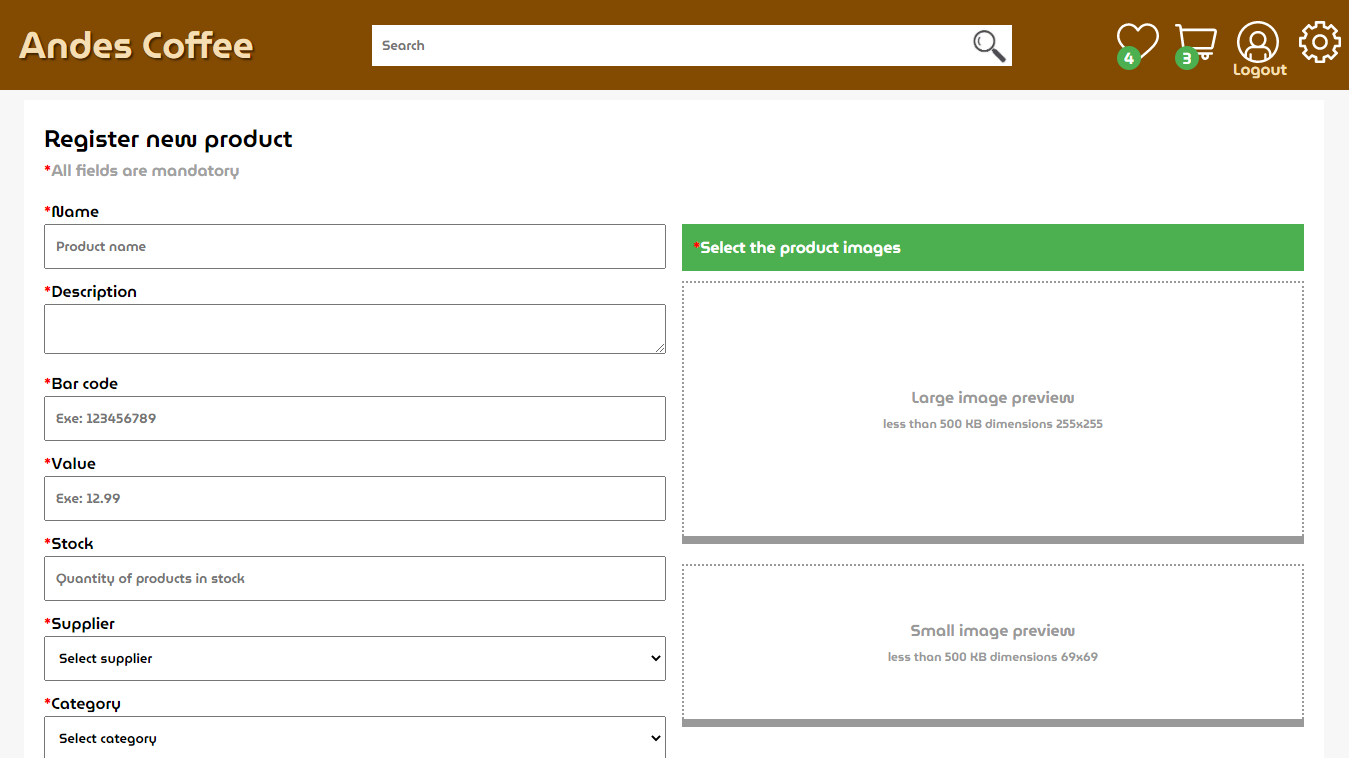 Andes Coffee
Search
4
3
Logout
Register new product
*All fields are mandatory
*Name
Product name
*Description
*Bar code
Exe: 123456789
*Value
Exe: 12.99
*Stock
Quantity of products in stock
*Supplier
Select supplier
*Category
Select category
*Select the product images
Large image preview
less than 500 KB dimensions 255x255
Small image preview
less than 500 KB dimensions 69x69